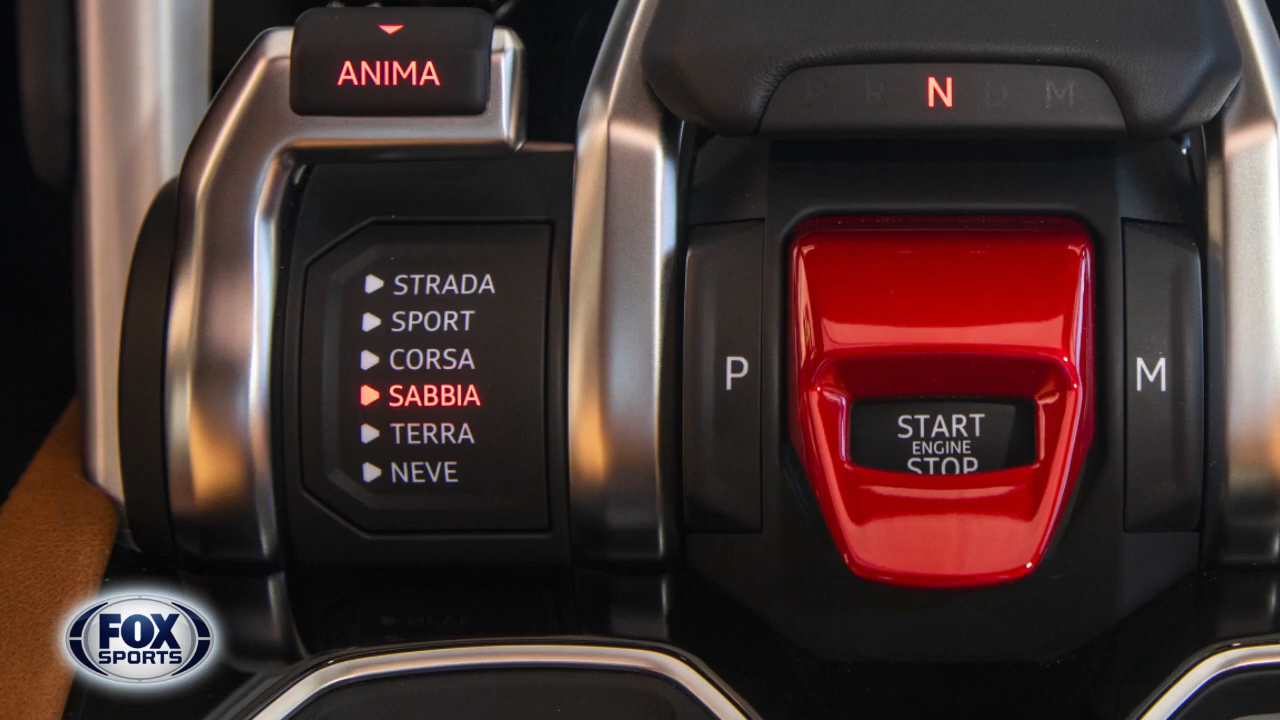 ANIMA
P R N D M
STRADA
SPORT
CORSA
SABBIA
TERRA
NEVE
P
START
ENGINE
STOP
M
FOX
SPORTS